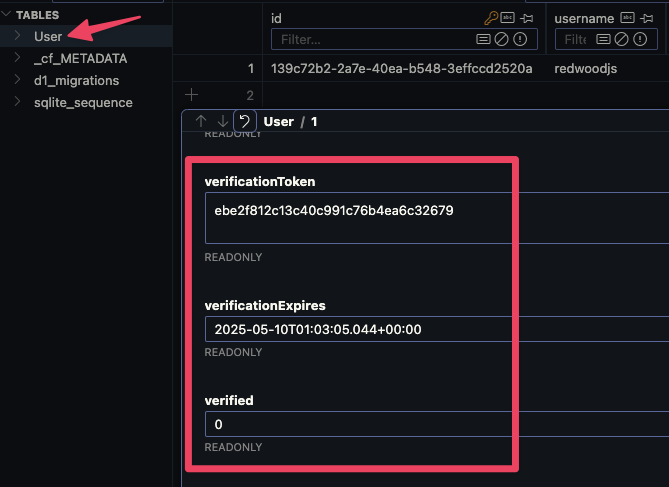 TABLES
User
_cf_METADATA
d1_migrations
sqlite_sequence
id
username
Filter...
Filte
1
139c72b2-2a7e-40ea-b548-3effccd2520a
redwoodjs
2
User / 1
READONLY
verificationToken
ebe2f812c13c40c991c76b4ea6c32679
READONLY
verificationExpires
2025-05-10T01:03:05.044+00:00
READONLY
verified
0
READONLY